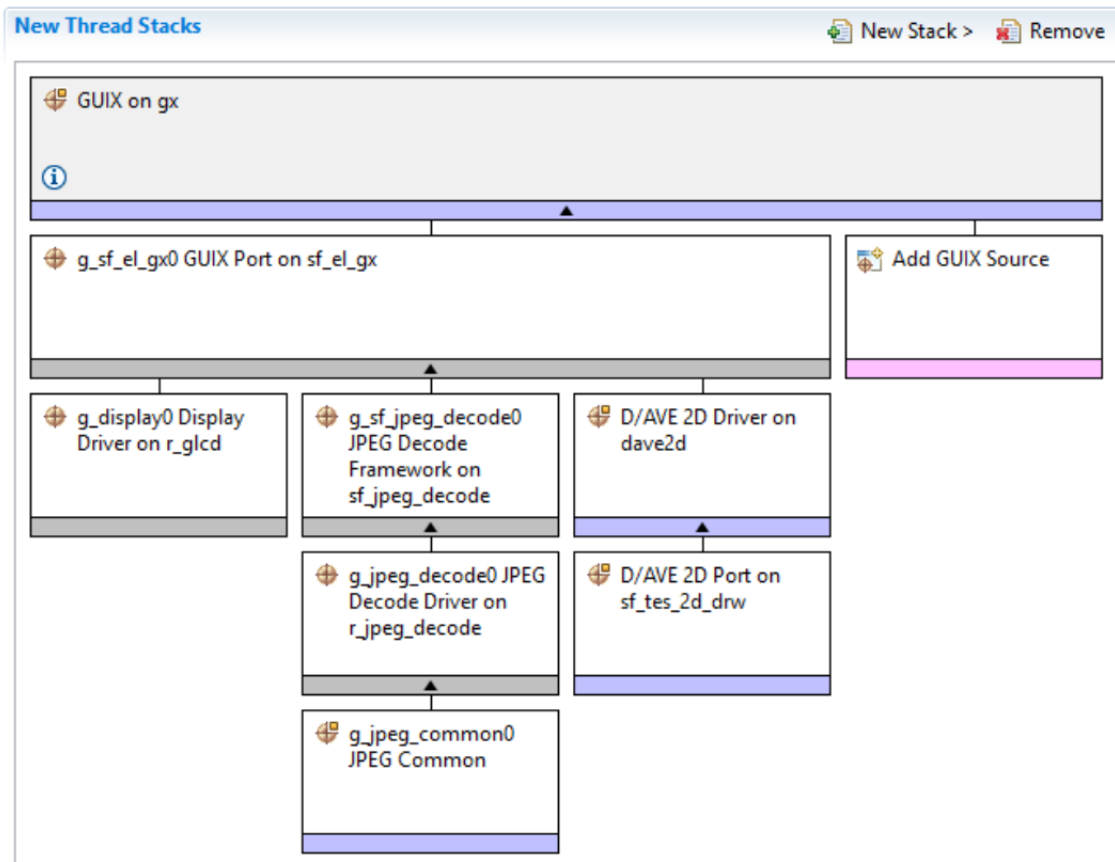 New Thread Stacks
New Stack >
Remove
GUIX on gx
g_sf_el_gx0 GUIX Port on sf_el_gx
Add GUIX Source
g_display0 Display
Driver on r_glcd
g_sf_jpeg_decode0
JPEG Decode
Framework on
sf_jpeg_decode
D/AVE 2D Driver on
dave2d
g_jpeg_decode0 JPEG
Decode Driver on
r_jpeg_decode
D/AVE 2D Port on
sf_tes_2d_drw
g_jpeg_common0
JPEG Common